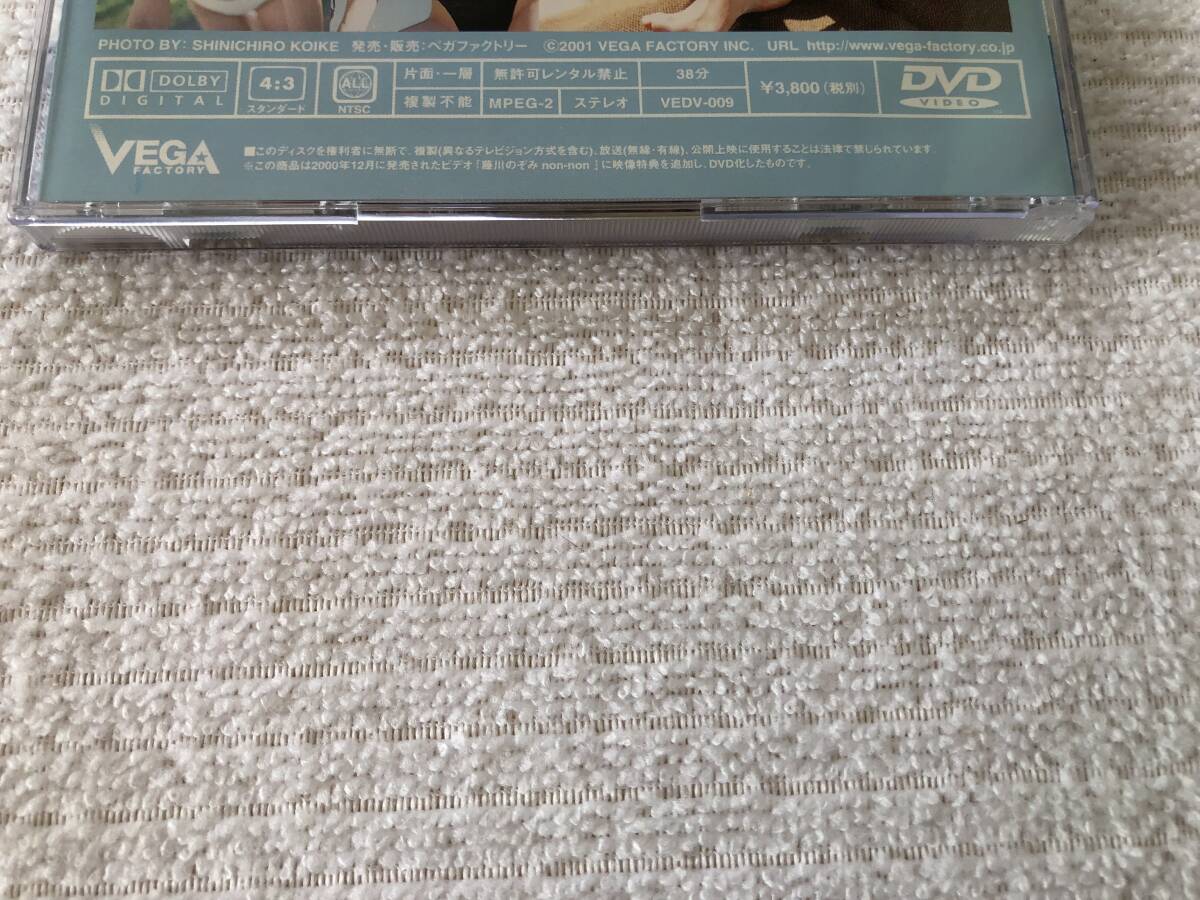 PHOTO BY: SHINICHIRO KOIKE 発売・販売:ベガファクトリー ©2001 VEGA FACTORY INC. URL http://www.vega-factory.co.jp
DOLBY
DIGITAL
4:3
スタンダード
ALL
NTSC
片面・一層
無許可レンタル禁止
38分
複製不能
MPEG-2
ステレオ
VEDV-009
¥3,800(税別)
DVD
VIDEO
VEGA
FACTORY
■このディスクを権利者に無断で、複製(異なるテレビジョン方式を含む)、放送(無線・有線)、公開上映に使用することは法律で禁じられています。
※この商品は2000年12月に発売されたビデオ「藤川のぞみ non-non」に映像特典を追加し、DVD化したものです。